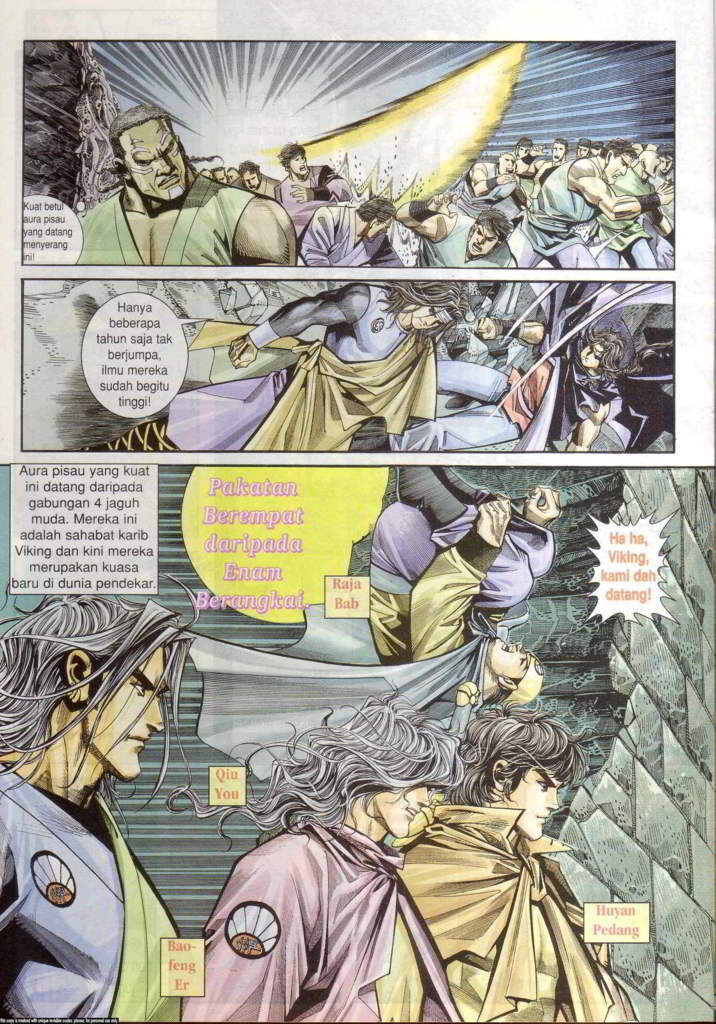 Kuat betul
aura pisau
yang datang
menyerang
ini!
Hanya
beberapa
tahun saja tak
berjumpa,
ilmu mereka
sudah begitu
tinggi!
Aura pisau yang kuat
ini datang daripada
gabungan 4 jaguh
muda. Mereka ini
adalah sahabat karib
Viking dan kini mereka
merupakan kuasa
baru di dunia pendekar.
Pakatan
Berempat
daripada
Enam
Berangkai.
Raja
Bab
Ha ha,
Viking,
kami dah
datang!
Qiu
You
Huyan
Pedang
Bao-
feng
Er